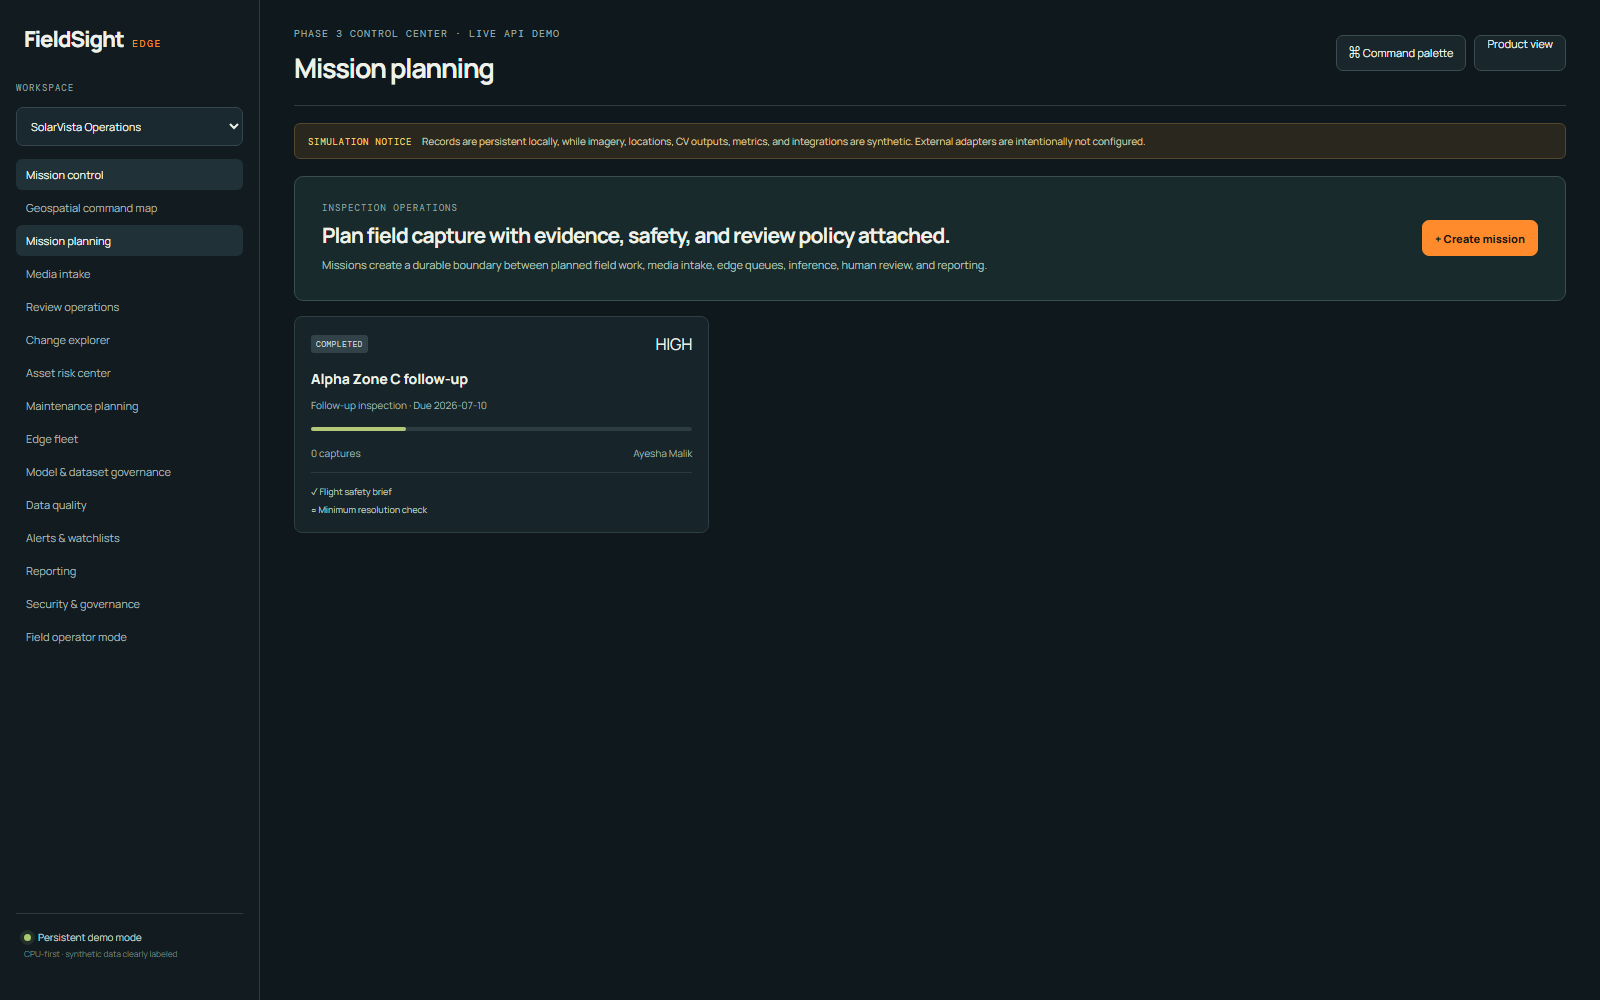 FieldSight EDGE
WORKSPACE
SolarVista Operations
Mission control
Geospatial command map
Mission planning
Media intake
Review operations
Change explorer
Asset risk center
Maintenance planning
Edge fleet
Model & dataset governance
Data quality
Alerts & watchlists
Reporting
Security & governance
Field operator mode
Persistent demo mode
CPU-first · synthetic data clearly labeled
PHASE 3 CONTROL CENTER · LIVE API DEMO
Mission planning
⌘ Command palette
Product view
SIMULATION NOTICE Records are persistent locally, while imagery, locations, CV outputs, metrics, and integrations are synthetic. External adapters are intentionally not configured.
INSPECTION OPERATIONS
Plan field capture with evidence, safety, and review policy attached.
Missions create a durable boundary between planned field work, media intake, edge queues, inference, human review, and reporting.
+ Create mission
COMPLETED
HIGH
Alpha Zone C follow-up
Follow-up inspection · Due 2026-07-10
0 captures
Ayesha Malik
✓ Flight safety brief
Minimum resolution check